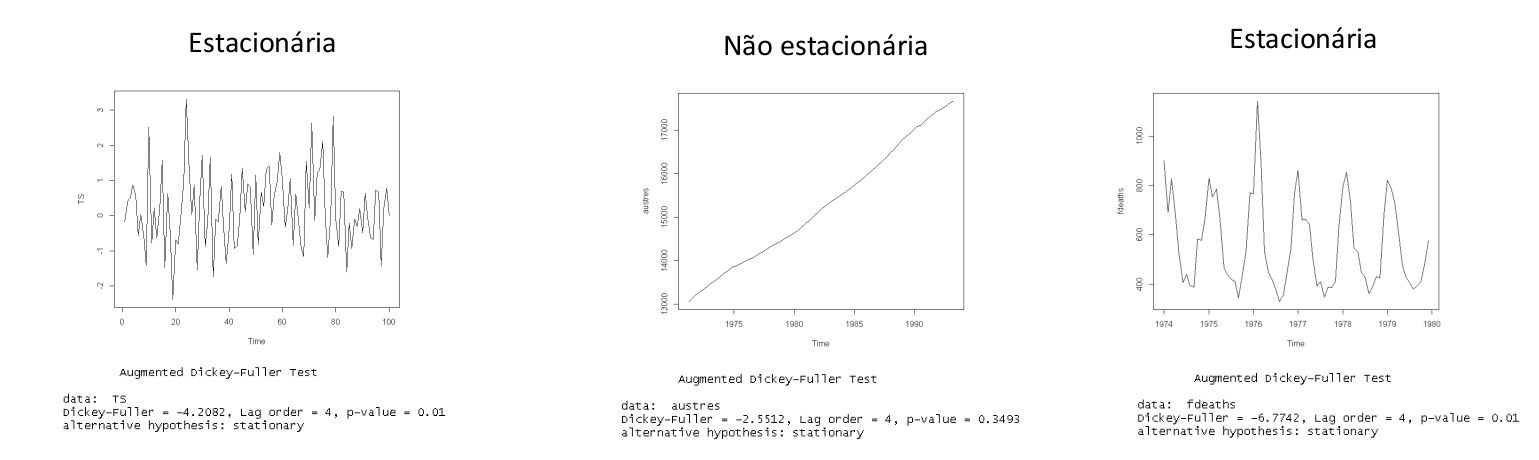 Estacionária
TS
3
2
1
0
-1
-2
0 20 40 60 80 100
Time
Augmented Dickey-Fuller Test
data: TS
Dickey-Fuller = -4.2082, Lag order = 4, p-value = 0.01
alternative hypothesis: stationary
Não estacionária
austres
17000
16000
15000
14000
13000
1975 1980 1985 1990
Time
Augmented Dickey-Fuller Test
data: austres
Dickey-Fuller = -2.5512, Lag order = 4, p-value = 0.3493
alternative hypothesis: stationary
Estacionária
fdeaths
1000
800
600
400
1974 1975 1976 1977 1978 1979 1980
Time
Augmented Dickey-Fuller Test
data: fdeaths
Dickey-Fuller = -6.7742, Lag order = 4, p-value = 0.01
alternative hypothesis: stationary